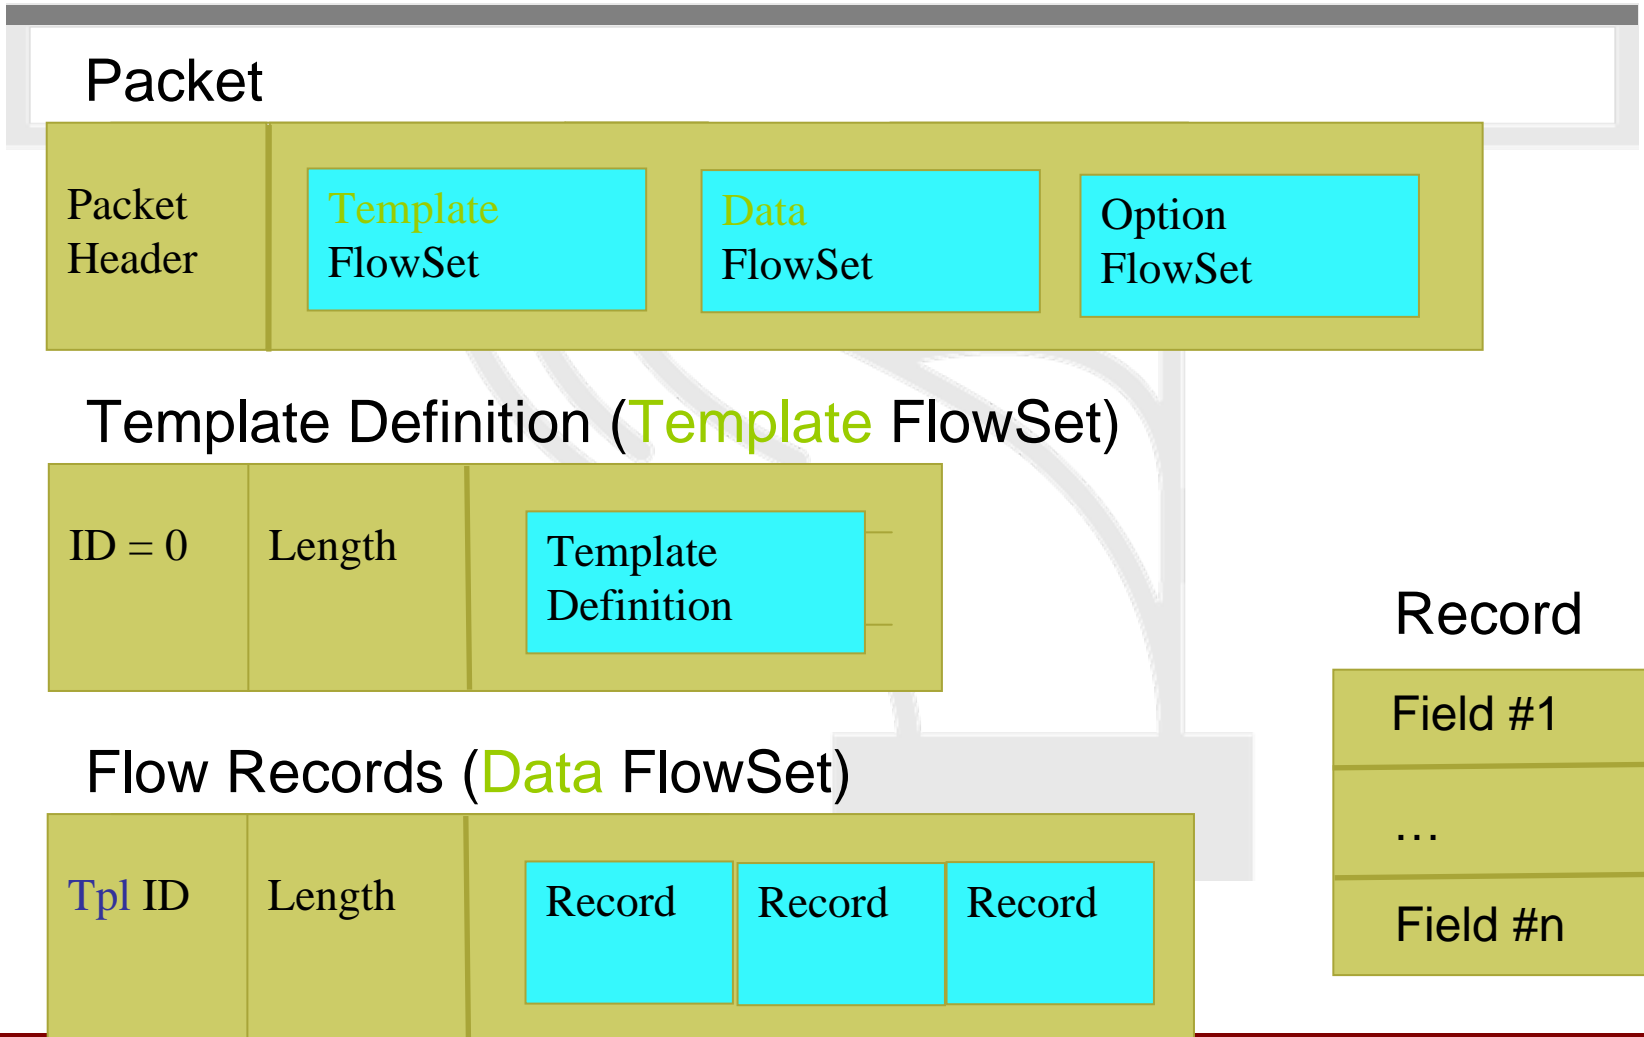 Packet
Packet
Header
Template
FlowSet
Data
FlowSet
Option
FlowSet
Template Definition (Template FlowSet)
ID = 0
Length
Template
Definition
Record
Field #1
…
Field #n
Flow Records (Data FlowSet)
Tpl ID
Length
Record
Record
Record